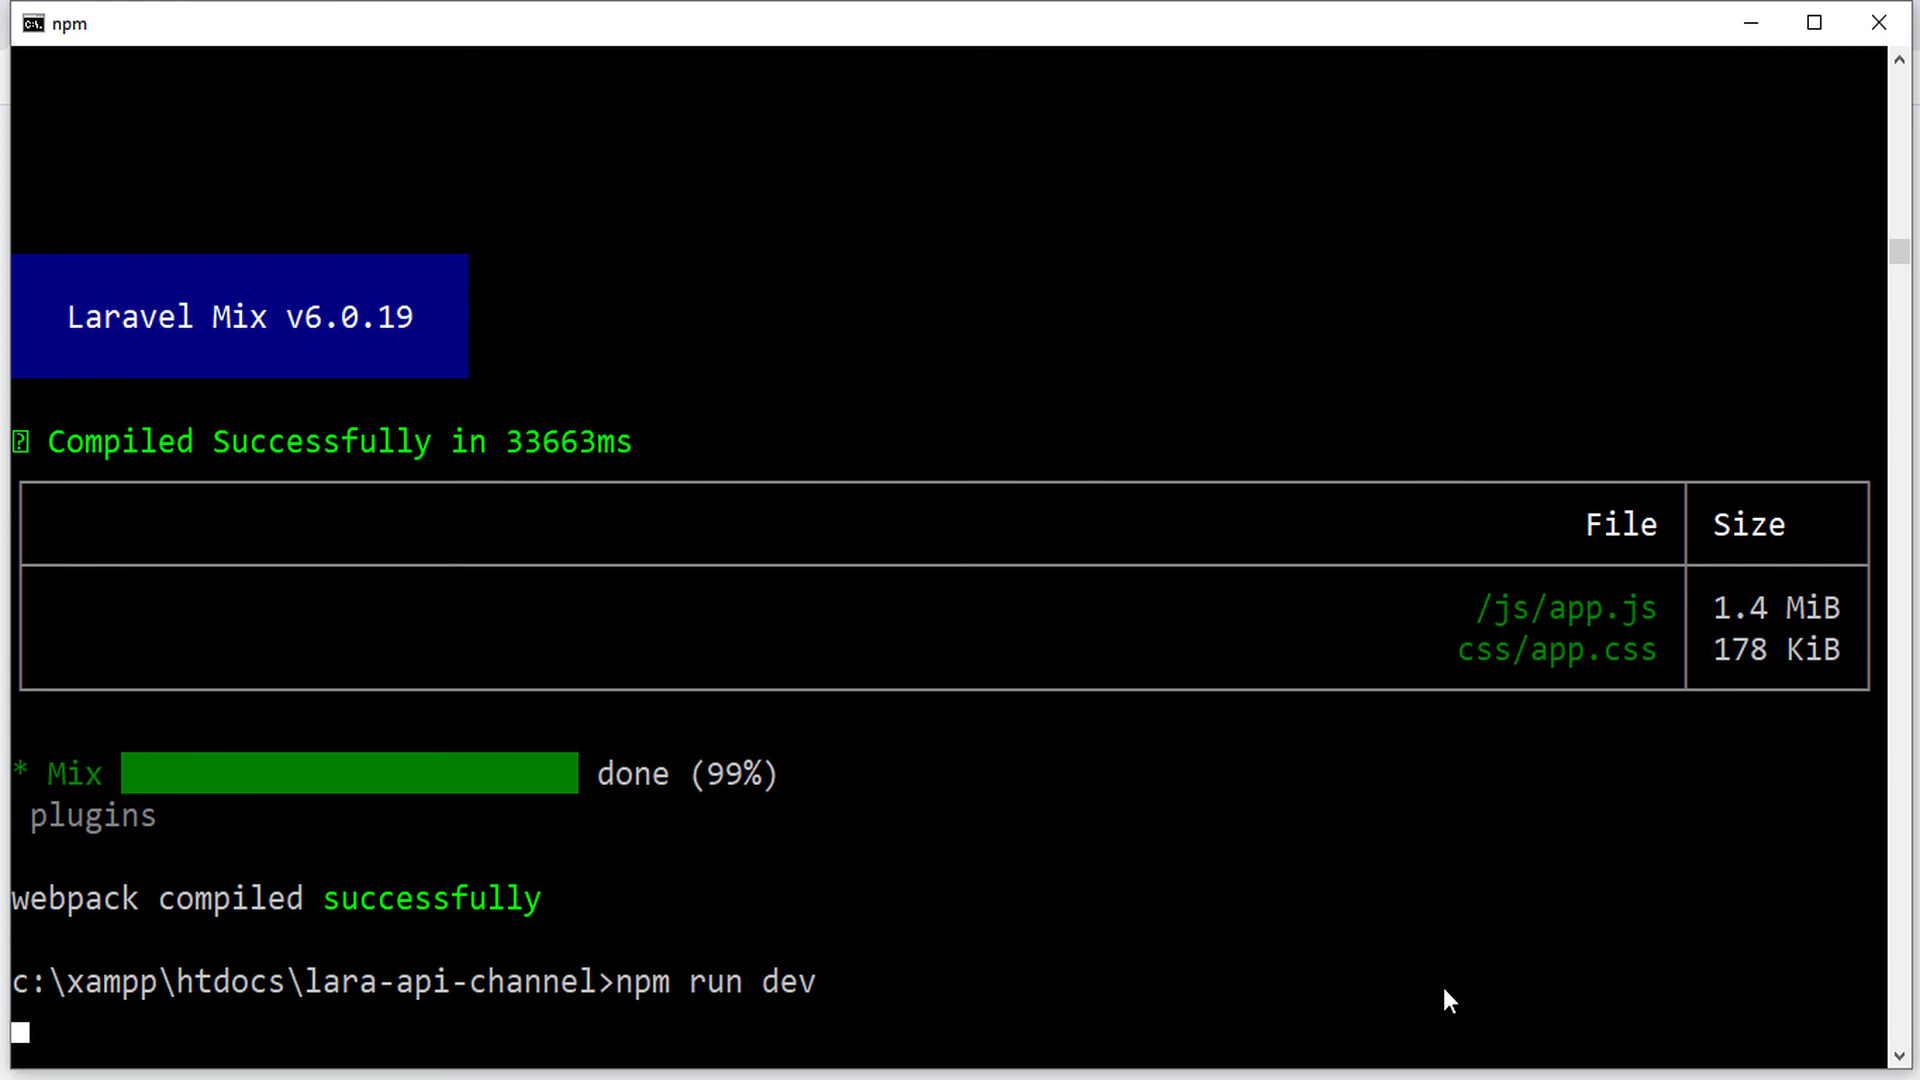 npm
Laravel Mix v6.0.19
Compiled Successfully in 33663ms
File Size
/js/app.js 1.4 MiB
css/app.css 178 KiB
* Mix done (99%)
plugins
webpack compiled successfully
c:\xampp\htdocs\lara-api-channel>npm run dev